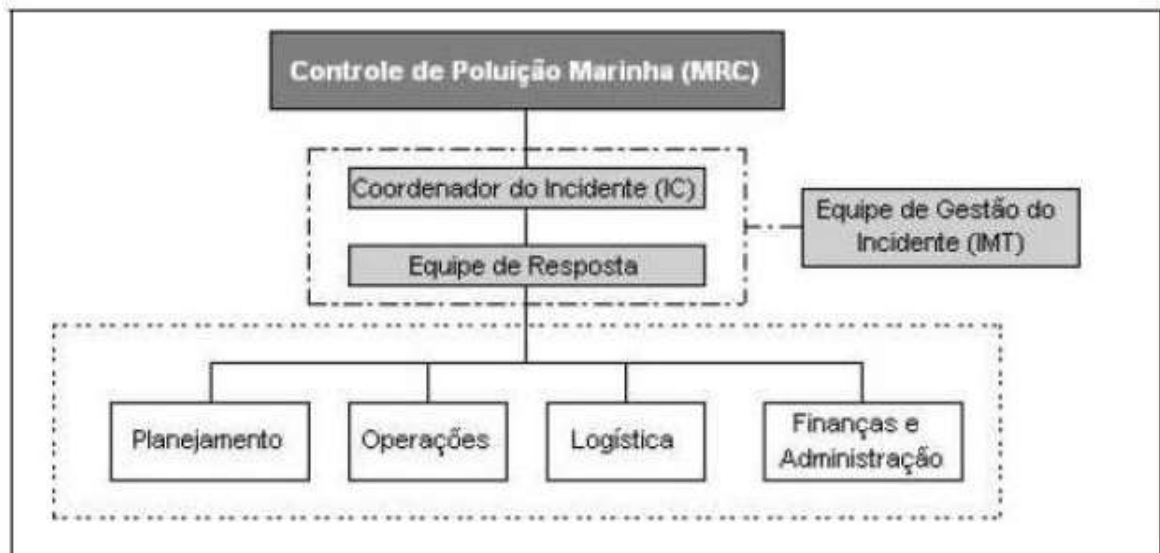 Controle de Poluição Marinha (MRC)
Coordenador do Incidente (IC)
Equipe de Resposta
Equipe de Gestão do
Incidente (IMT)
Planejamento
Operações
Logística
Finanças e
Administração